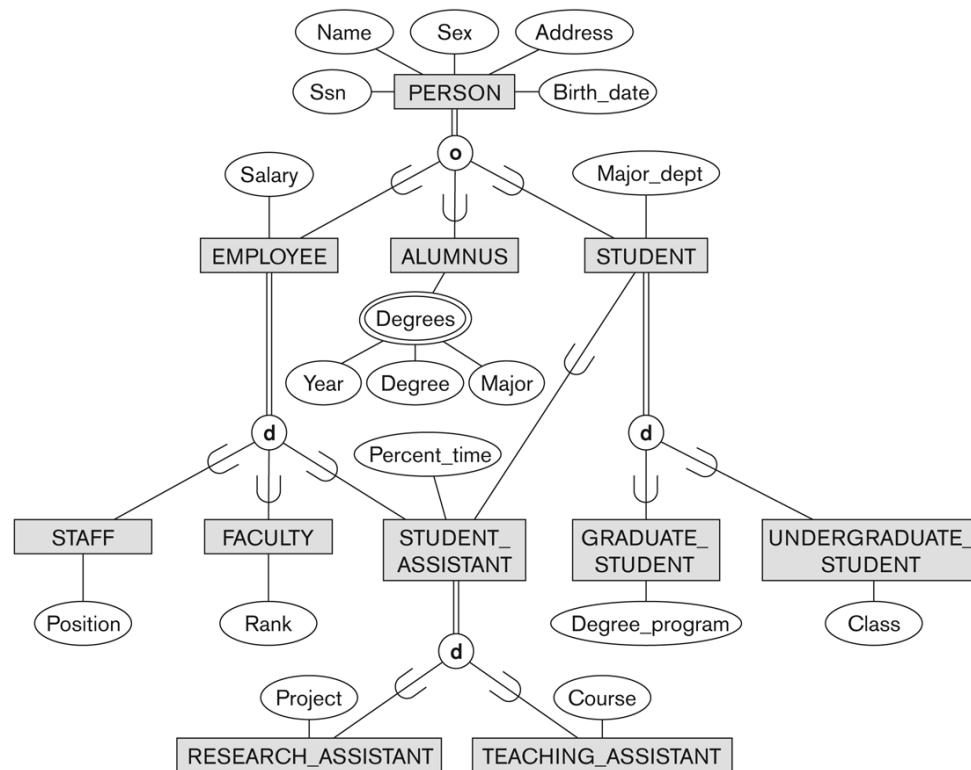 Name
Sex
Address
Ssn
PERSON
Birth_date
o
Salary
Major_dept
EMPLOYEE
ALUMNUS
STUDENT
Degrees
Year
Degree
Major
d
d
Percent_time
STAFF
FACULTY
STUDENT_
ASSISTANT
GRADUATE_
STUDENT
UNDERGRADUATE_
STUDENT
Position
Rank
Degree_program
Class
d
Project
Course
RESEARCH_ASSISTANT
TEACHING_ASSISTANT